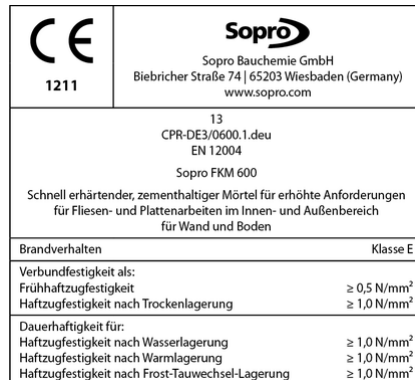 CE
1211
Sopro
Sopro Bauchemie GmbH
Biebricher Straße 74 | 65203 Wiesbaden (Germany)
www.sopro.com
13
CPR-DE3/0600.1.deu
EN 12004
Sopro FKM 600
Schnell erhärtender, zementhaltiger Mörtel für erhöhte Anforderungen
für Fliesen- und Plattenarbeiten im Innen- und Außenbereich
für Wand und Boden
Brandverhalten Klasse E
Verbundfestigkeit als:
Frühhaftzugfestigkeit ≥ 0,5 N/mm²
Haftzugfestigkeit nach Trockenlagerung ≥ 1,0 N/mm²
Dauerhaftigkeit für:
Haftzugfestigkeit nach Wasserlagerung ≥ 1,0 N/mm²
Haftzugfestigkeit nach Warmlagerung ≥ 1,0 N/mm²
Haftzugfestigkeit nach Frost-Tauwechsel-Lagerung ≥ 1,0 N/mm²